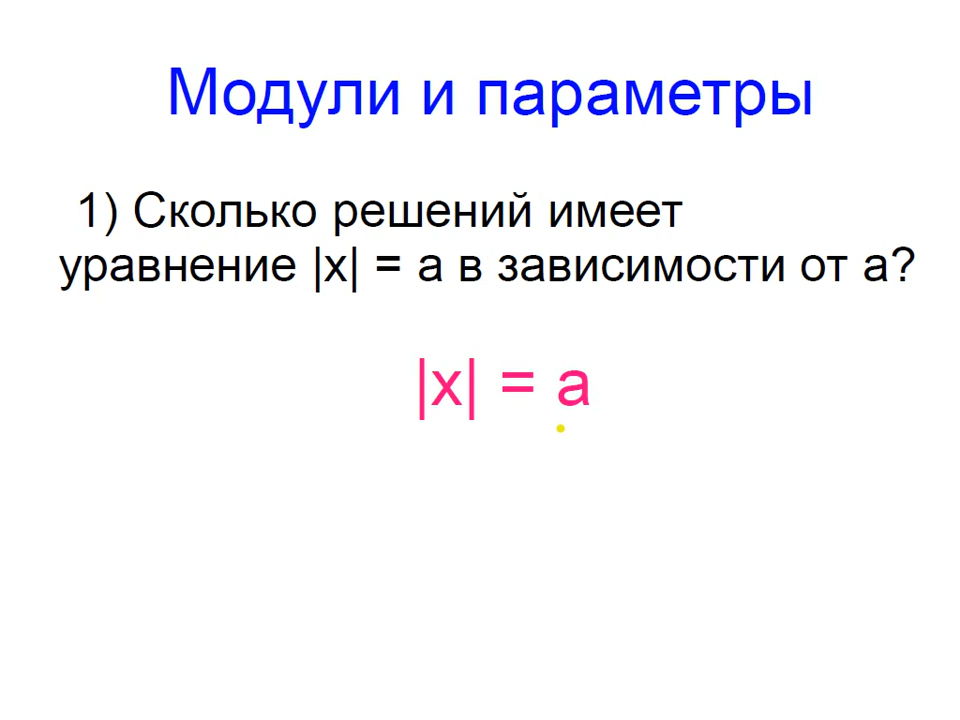 Модули и параметры
1) Сколько решений имеет
уравнение |x| = a в зависимости от a?
|x| = a